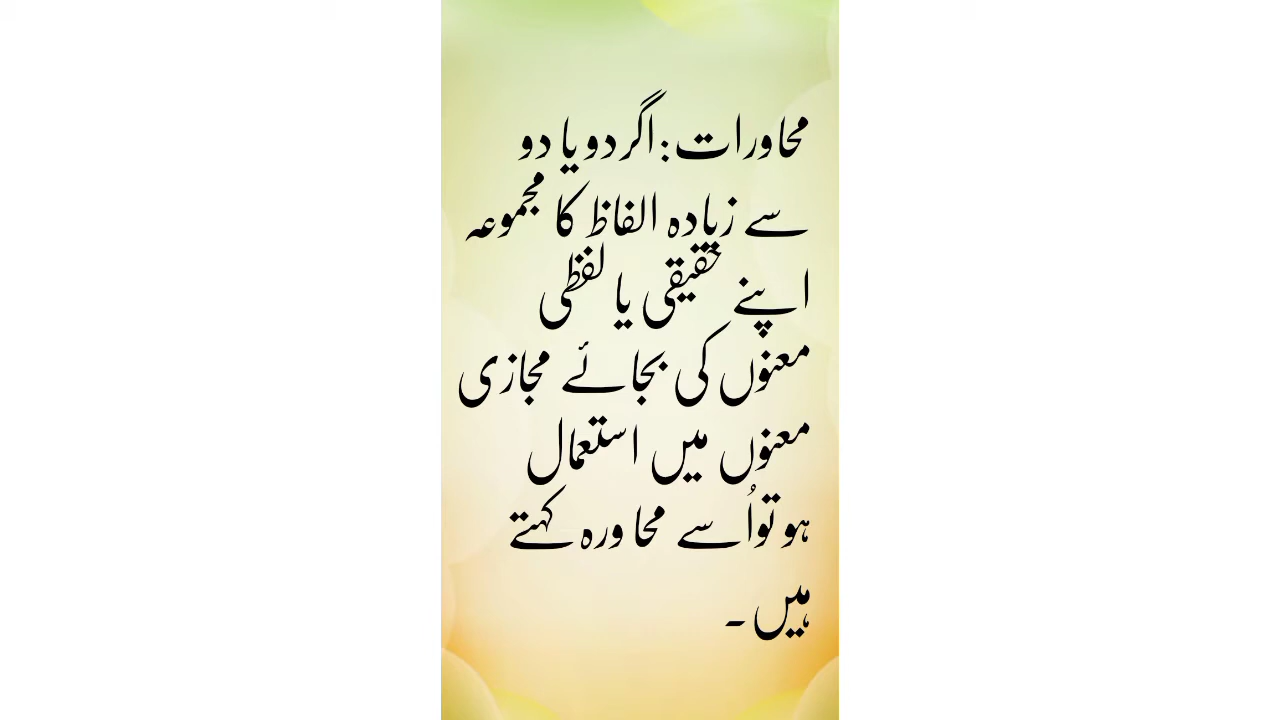 محاورات:اگر دو یا دو
سے زیادہ الفاظ کا مجموعہ
اپنے حقیقی یا لفظی
معنوں کی بجائے مجازی
معنوں میں استعمال
ہو تو اُسے محاورہ کہتے
ہیں۔